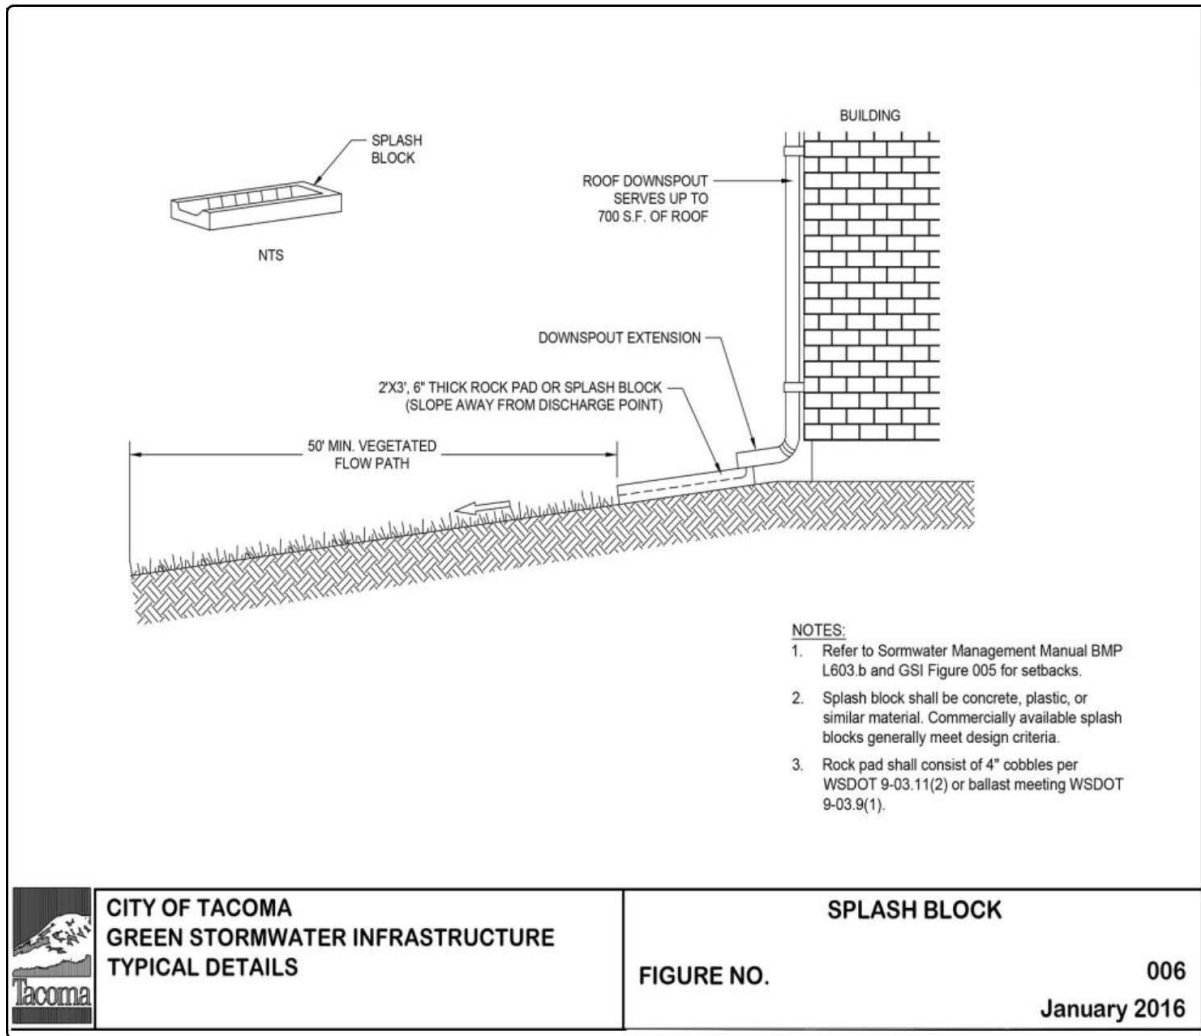 SPLASH
BLOCK
NTS
BUILDING
ROOF DOWNSPOUT
SERVES UP TO
700 S.F. OF ROOF
DOWNSPOUT EXTENSION
2'X3', 6" THICK ROCK PAD OR SPLASH BLOCK
(SLOPE AWAY FROM DISCHARGE POINT)
50' MIN. VEGETATED
FLOW PATH
NOTES:
1. Refer to Sormwater Management Manual BMP
L603.b and GSI Figure 005 for setbacks.
2. Splash block shall be concrete, plastic, or
similar material. Commercially available splash
blocks generally meet design criteria.
3. Rock pad shall consist of 4" cobbles per
WSDOT 9-03.11(2) or ballast meeting WSDOT
9-03.9(1).
Tacoma
CITY OF TACOMA
GREEN STORMWATER INFRASTRUCTURE
TYPICAL DETAILS
SPLASH BLOCK
FIGURE NO. 006
January 2016